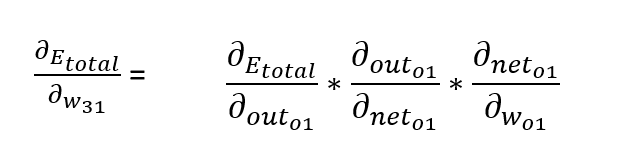 ∂E_total/∂w_31 = ∂E_total/∂out_o1 * ∂out_o1/∂net_o1 * ∂net_o1/∂w_o1